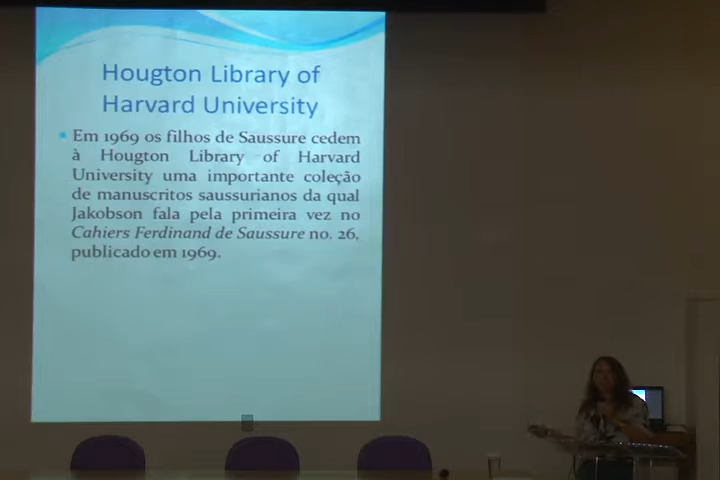 Hougton Library of
Harvard University
Em 1969 os filhos de Saussure cedem
à Hougton Library of Harvard
University uma importante coleção
de manuscritos saussurianos da qual
Jakobson fala pela primeira vez no
Cahiers Ferdinand de Saussure no. 26,
publicado em 1969.